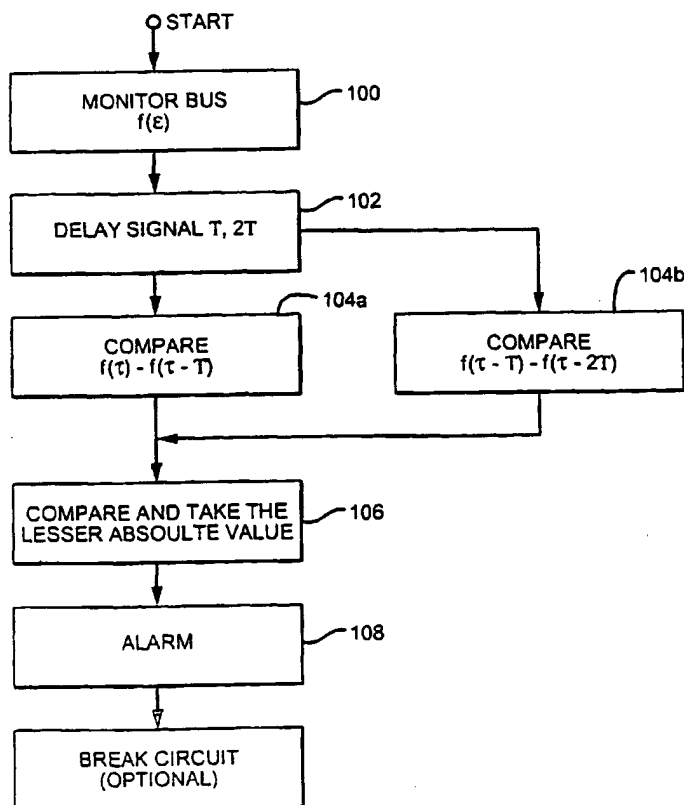 START
MONITOR BUS
f(ε)
100
DELAY SIGNAL T, 2T
102
COMPARE
f(τ) - f(τ - T)
104a
COMPARE
f(τ - T) - f(τ - 2T)
104b
COMPARE AND TAKE THE
LESSER ABSOULTE VALUE
106
ALARM
108
BREAK CIRCUIT
(OPTIONAL)